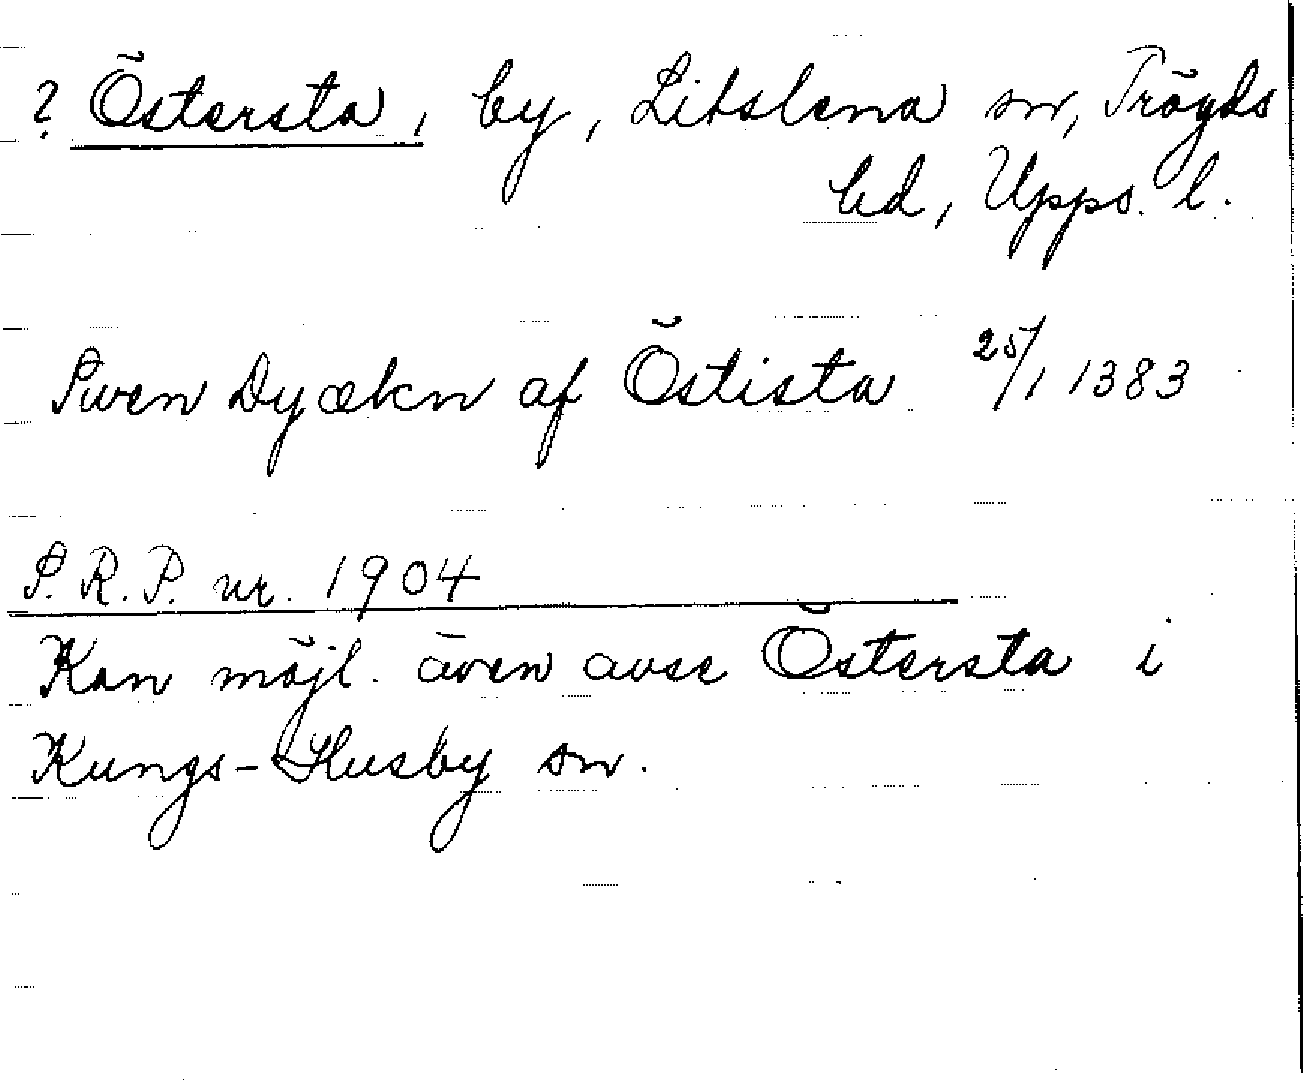 ? Östersta, by, Litslena sn, Trögds
hd, Upps. l.
Swen Dyækn af Östista 25/1 1383
S.R.P. nr. 1904
Kan möjl. även avse Östersta i
Kungs-Husby sn.